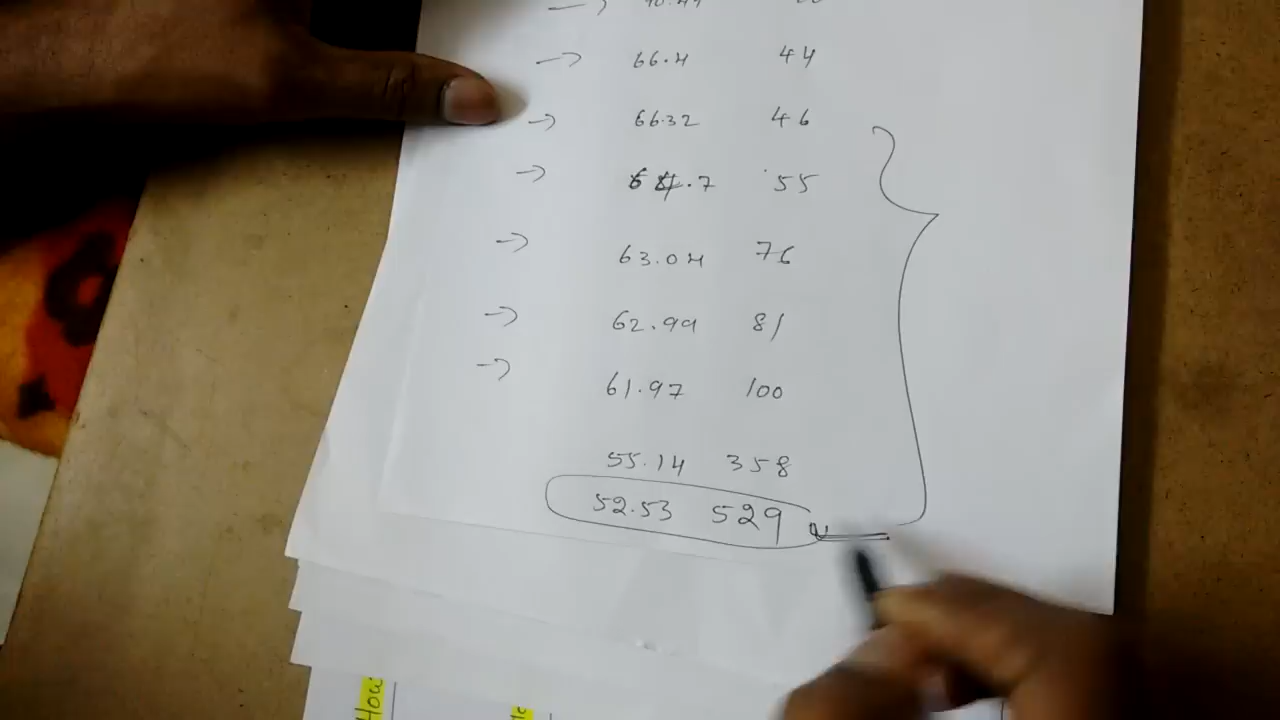 → 66.4 44
→ 66.32 46
→ 64.7 55
→ 63.04 76
→ 62.99 81
→ 61.97 100
55.14 358
52.53 529
How